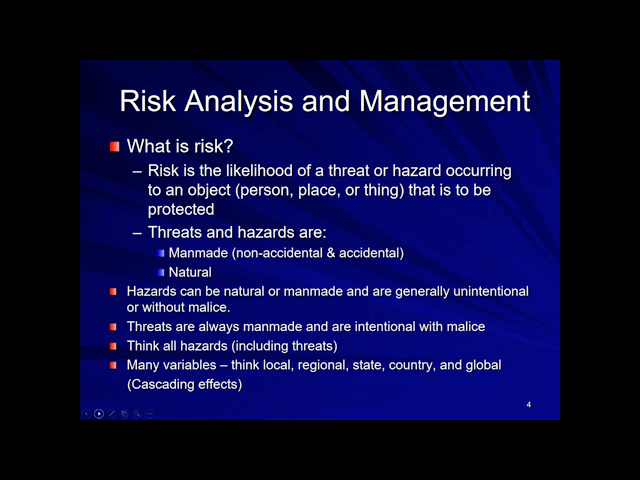 Risk Analysis and Management
What is risk?
– Risk is the likelihood of a threat or hazard occurring
to an object (person, place, or thing) that is to be
protected
– Threats and hazards are:
Manmade (non-accidental & accidental)
Natural
Hazards can be natural or manmade and are generally unintentional
or without malice.
Threats are always manmade and are intentional with malice
Think all hazards (including threats)
Many variables – think local, regional, state, country, and global
(Cascading effects)
4